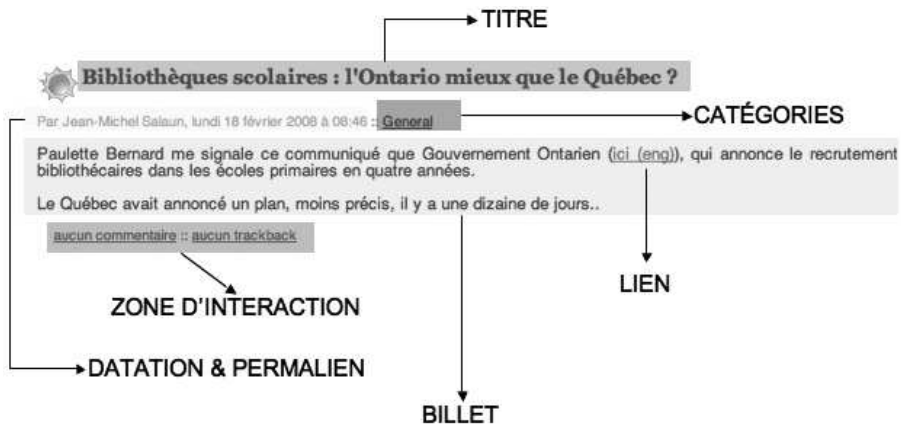 TITRE
Bibliothèques scolaires : l'Ontario mieux que le Québec ?
Par Jean-Michel Salaun, lundi 18 février 2008 à 08:46 :: General
CATÉGORIES
Paulette Bernard me signale ce communiqué que Gouvernement Ontarien (ici (eng)), qui annonce le recrutement
bibliothécaires dans les écoles primaires en quatre années.
Le Québec avait annoncé un plan, moins précis, il y a une dizaine de jours..
aucun commentaire :: aucun trackback
LIEN
ZONE D'INTERACTION
DATATION & PERMALIEN
BILLET